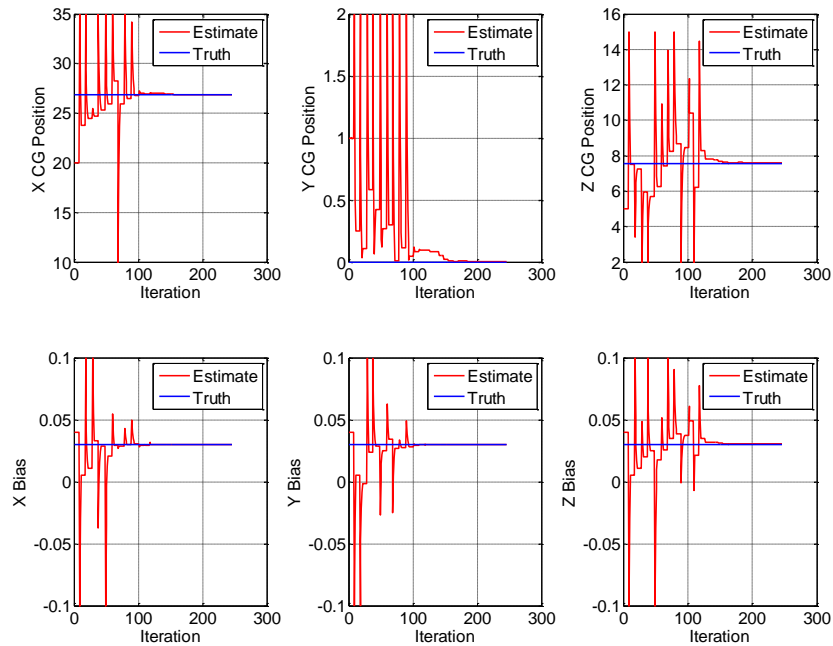 35
30
25
20
15
10
0
100
200
300
X CG Position
Iteration
Estimate
Truth
2
1.5
1
0.5
0
0
100
200
300
Y CG Position
Iteration
Estimate
Truth
16
14
12
10
8
6
4
2
0
100
200
300
Z CG Position
Iteration
Estimate
Truth
0.1
0.05
0
-0.05
-0.1
0
100
200
300
X Bias
Iteration
Estimate
Truth
0.1
0.05
0
-0.05
-0.1
0
100
200
300
Y Bias
Iteration
Estimate
Truth
0.1
0.05
0
-0.05
-0.1
0
100
200
300
Z Bias
Iteration
Estimate
Truth